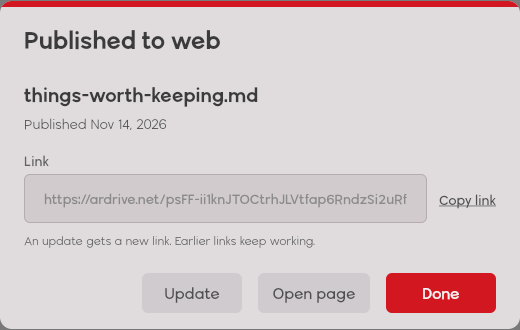 Published to web
things-worth-keeping.md
Published Nov 14, 2026
Link
https://ardrive.net/psFF-ii1knJTOCtrhJLVtfap6RndzSi2uRf
Copy link
An update gets a new link. Earlier links keep working.
Update
Open page
Done